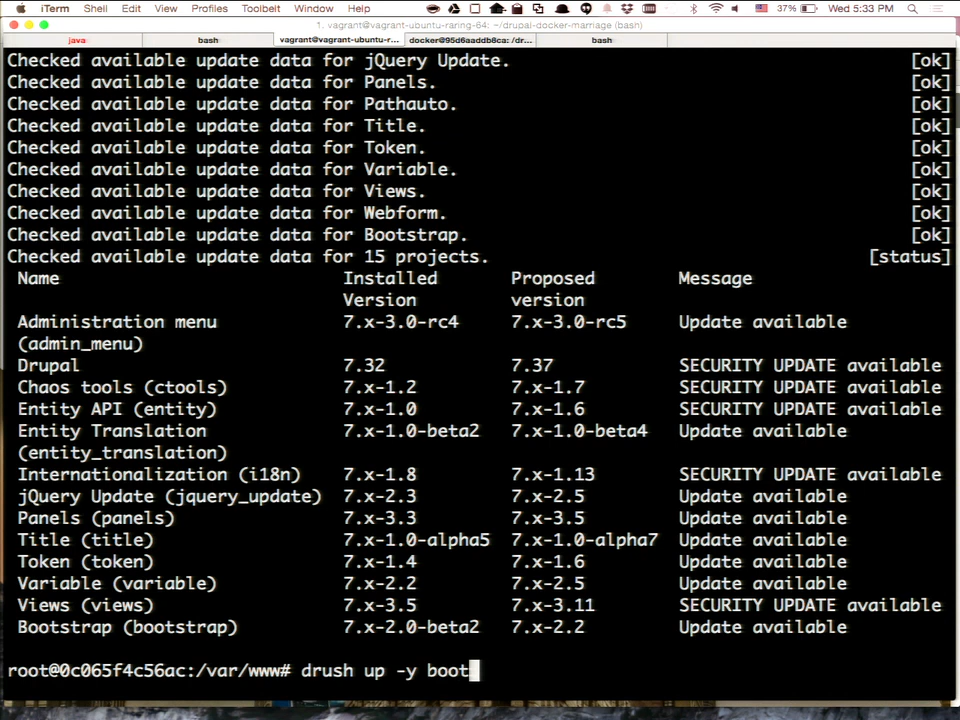 iTerm Shell Edit View Profiles Toolbelt Window Help 37% Wed 5:33 PM
1. vagrant@vagrant-ubuntu-raring-64: ~/drupal-docker-marriage (bash)
java bash vagrant@vagrant-ubuntu-r... docker@95d6aaddb8ca: /dr... bash
Checked available update data for jQuery Update. [ok]
Checked available update data for Panels. [ok]
Checked available update data for Pathauto. [ok]
Checked available update data for Title. [ok]
Checked available update data for Token. [ok]
Checked available update data for Variable. [ok]
Checked available update data for Views. [ok]
Checked available update data for Webform. [ok]
Checked available update data for Bootstrap. [ok]
Checked available update data for 15 projects. [status]
Name Installed Proposed Message
Version version
Administration menu 7.x-3.0-rc4 7.x-3.0-rc5 Update available
(admin_menu)
Drupal 7.32 7.37 SECURITY UPDATE available
Chaos tools (ctools) 7.x-1.2 7.x-1.7 SECURITY UPDATE available
Entity API (entity) 7.x-1.0 7.x-1.6 SECURITY UPDATE available
Entity Translation 7.x-1.0-beta2 7.x-1.0-beta4 Update available
(entity_translation)
Internationalization (i18n) 7.x-1.8 7.x-1.13 SECURITY UPDATE available
jQuery Update (jquery_update) 7.x-2.3 7.x-2.5 Update available
Panels (panels) 7.x-3.3 7.x-3.5 Update available
Title (title) 7.x-1.0-alpha5 7.x-1.0-alpha7 Update available
Token (token) 7.x-1.4 7.x-1.6 Update available
Variable (variable) 7.x-2.2 7.x-2.5 Update available
Views (views) 7.x-3.5 7.x-3.11 SECURITY UPDATE available
Bootstrap (bootstrap) 7.x-2.0-beta2 7.x-2.2 Update available
root@0c065f4c56ac:/var/www# drush up -y boot